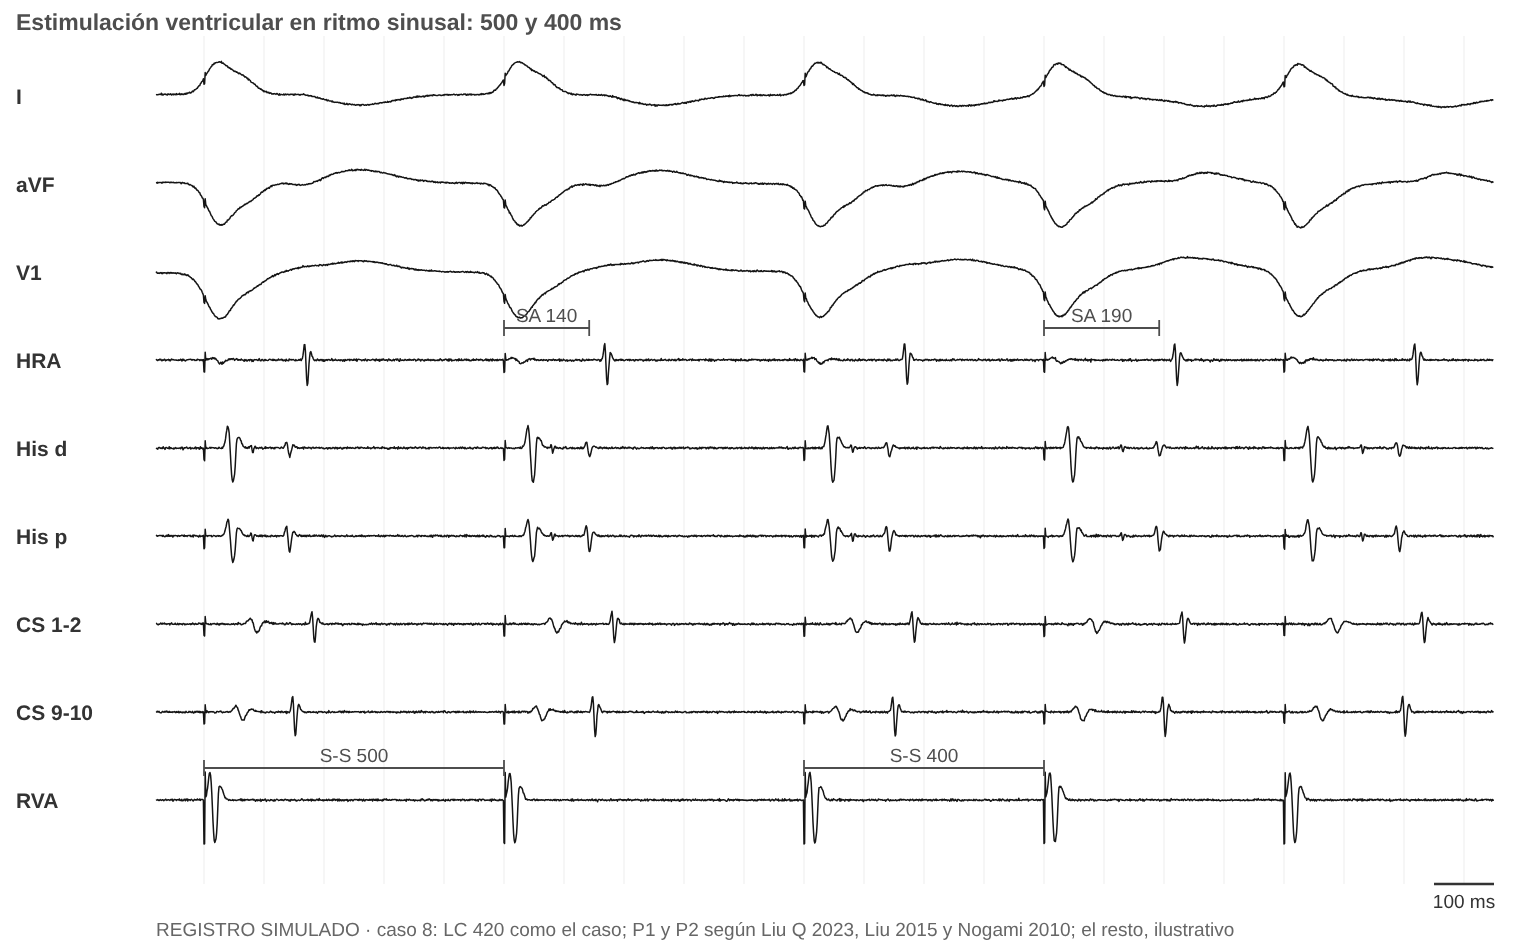 Estimulación ventricular en ritmo sinusal: 500 y 400 ms
I
aVF
V1
SA 140
SA 190
HRA
His d
His p
CS 1-2
CS 9-10
S-S 500
S-S 400
RVA
100 ms
REGISTRO SIMULADO · caso 8: LC 420 como el caso; P1 y P2 según Liu Q 2023, Liu 2015 y Nogami 2010; el resto, ilustrativo